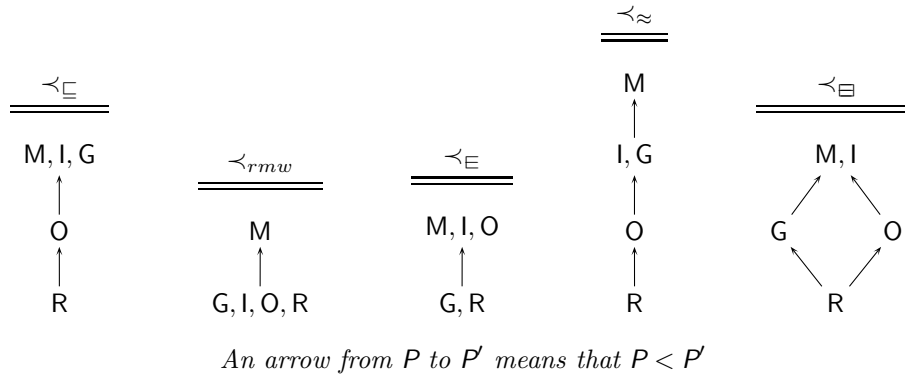 ≺≈
≺⊑
M
≺⊟
M, I, G
≺rmw
≺E
I, G
M, I
O
M
M, I, O
O
G
O
R
G, I, O, R
G, R
R
R
An arrow from P to P′ means that P < P′